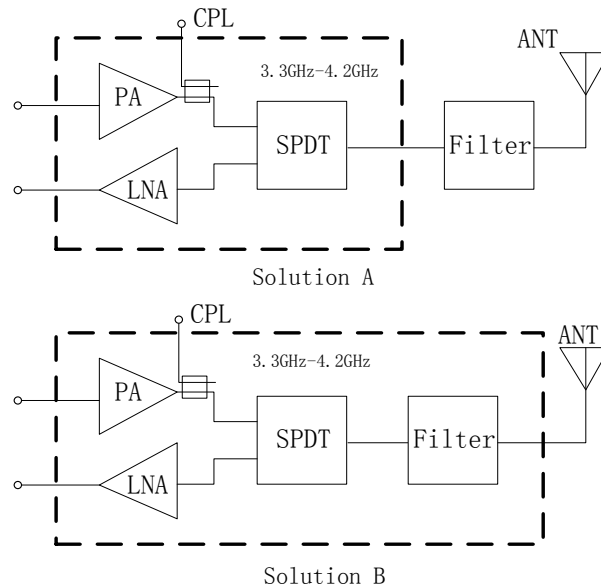 CPL
ANT
3.3GHz-4.2GHz
PA
SPDT
Filter
LNA
Solution A
CPL
ANT
3.3GHz-4.2GHz
PA
SPDT
Filter
LNA
Solution B